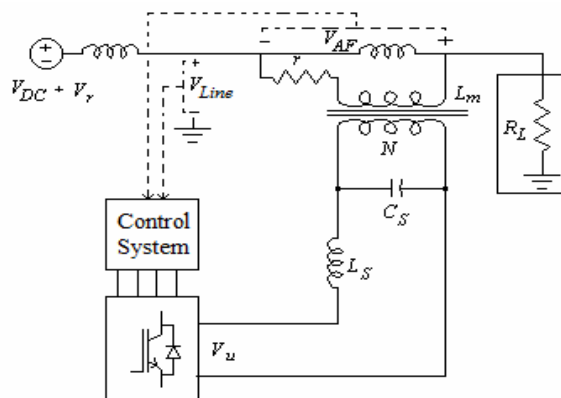 − V_AF +
r
V_DC + V_r
+
V_Line
−
L_m
R_L
N
C_S
Control
System
L_S
V_u